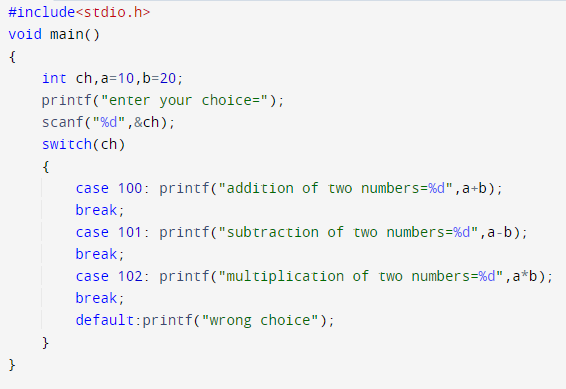 #include<stdio.h>
void main()
{
    int ch,a=10,b=20;
    printf("enter your choice=");
    scanf("%d",&ch);
    switch(ch)
    {
        case 100: printf("addition of two numbers=%d",a+b);
        break;
        case 101: printf("subtraction of two numbers=%d",a-b);
        break;
        case 102: printf("multiplication of two numbers=%d",a*b);
        break;
        default:printf("wrong choice");
    }
}